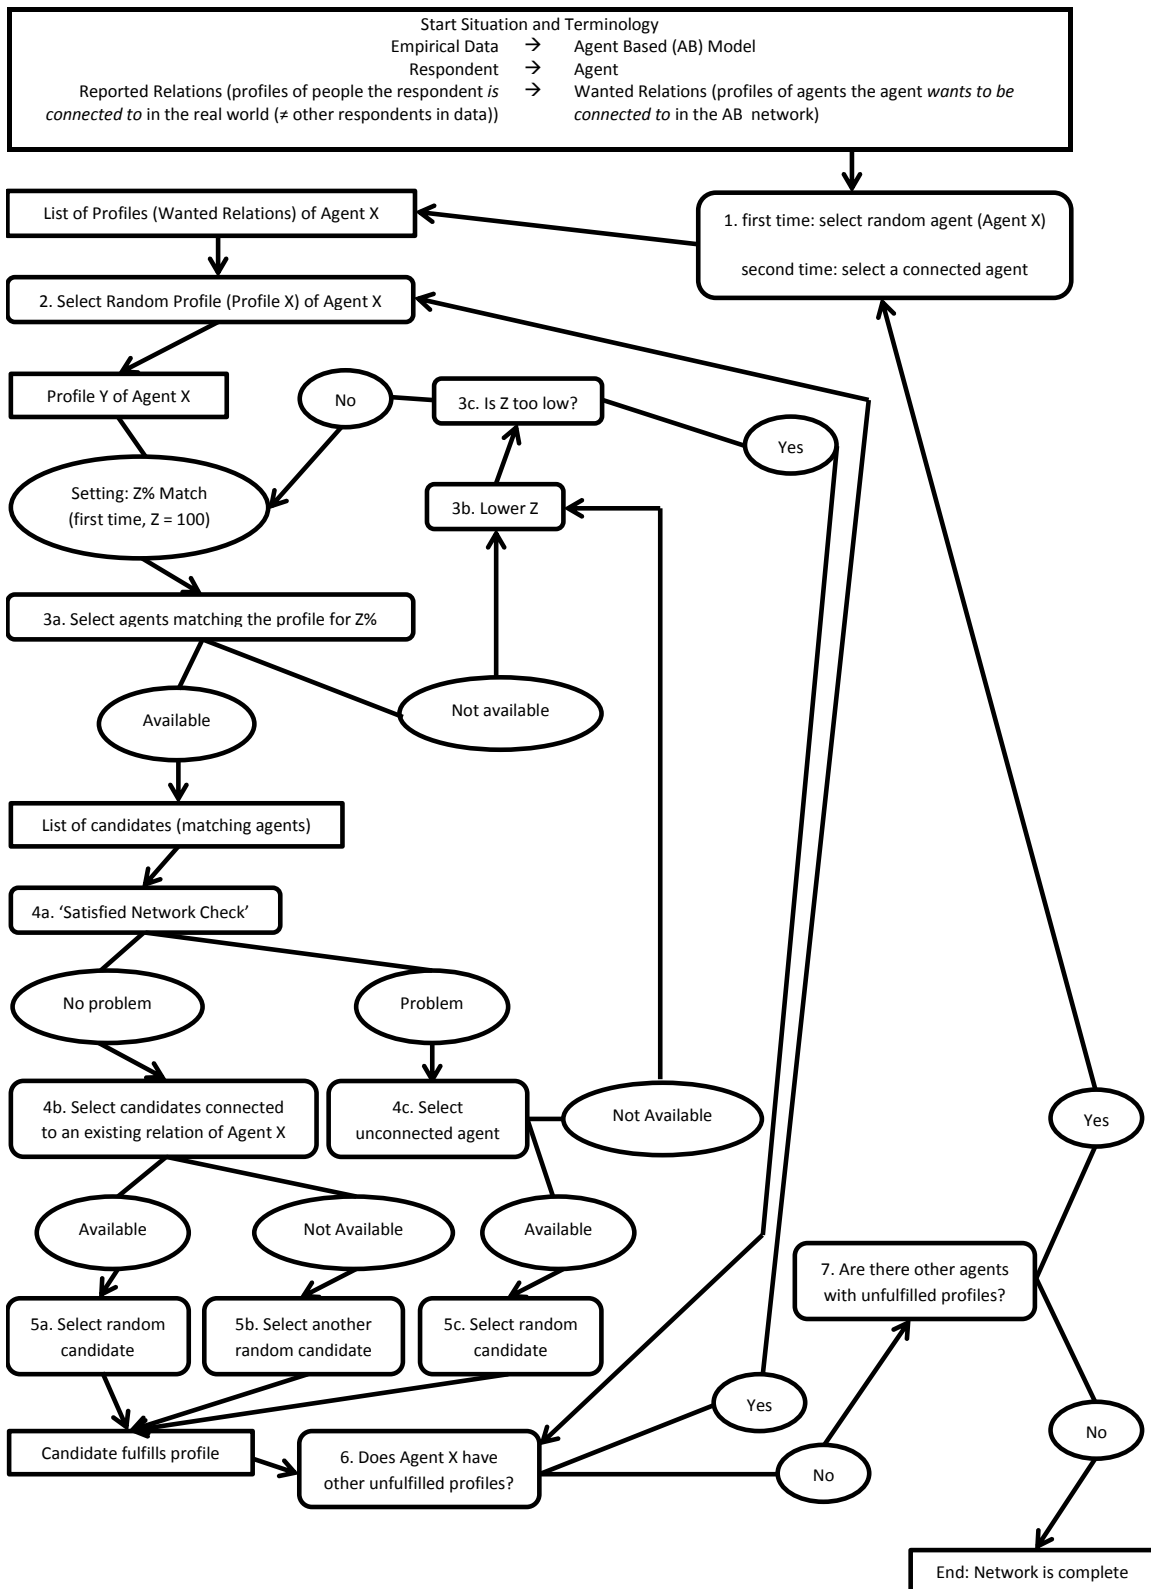 Start Situation and Terminology
Empirical Data → Agent Based (AB) Model
Respondent → Agent
Reported Relations (profiles of people the respondent is → Wanted Relations (profiles of agents the agent wants to be
connected to in the real world (≠ other respondents in data)) connected to in the AB network)
List of Profiles (Wanted Relations) of Agent X
1. first time: select random agent (Agent X)
second time: select a connected agent
2. Select Random Profile (Profile X) of Agent X
Profile Y of Agent X
No
3c. Is Z too low?
Yes
Setting: Z% Match
(first time, Z = 100)
3b. Lower Z
3a. Select agents matching the profile for Z%
Available
Not available
List of candidates (matching agents)
4a. ‘Satisfied Network Check’
No problem
Problem
4b. Select candidates connected
to an existing relation of Agent X
4c. Select
unconnected agent
Not Available
Yes
Available
Not Available
Available
7. Are there other agents
with unfulfilled profiles?
5a. Select random
candidate
5b. Select another
random candidate
5c. Select random
candidate
Yes
No
Candidate fulfills profile
6. Does Agent X have
other unfulfilled profiles?
No
End: Network is complete